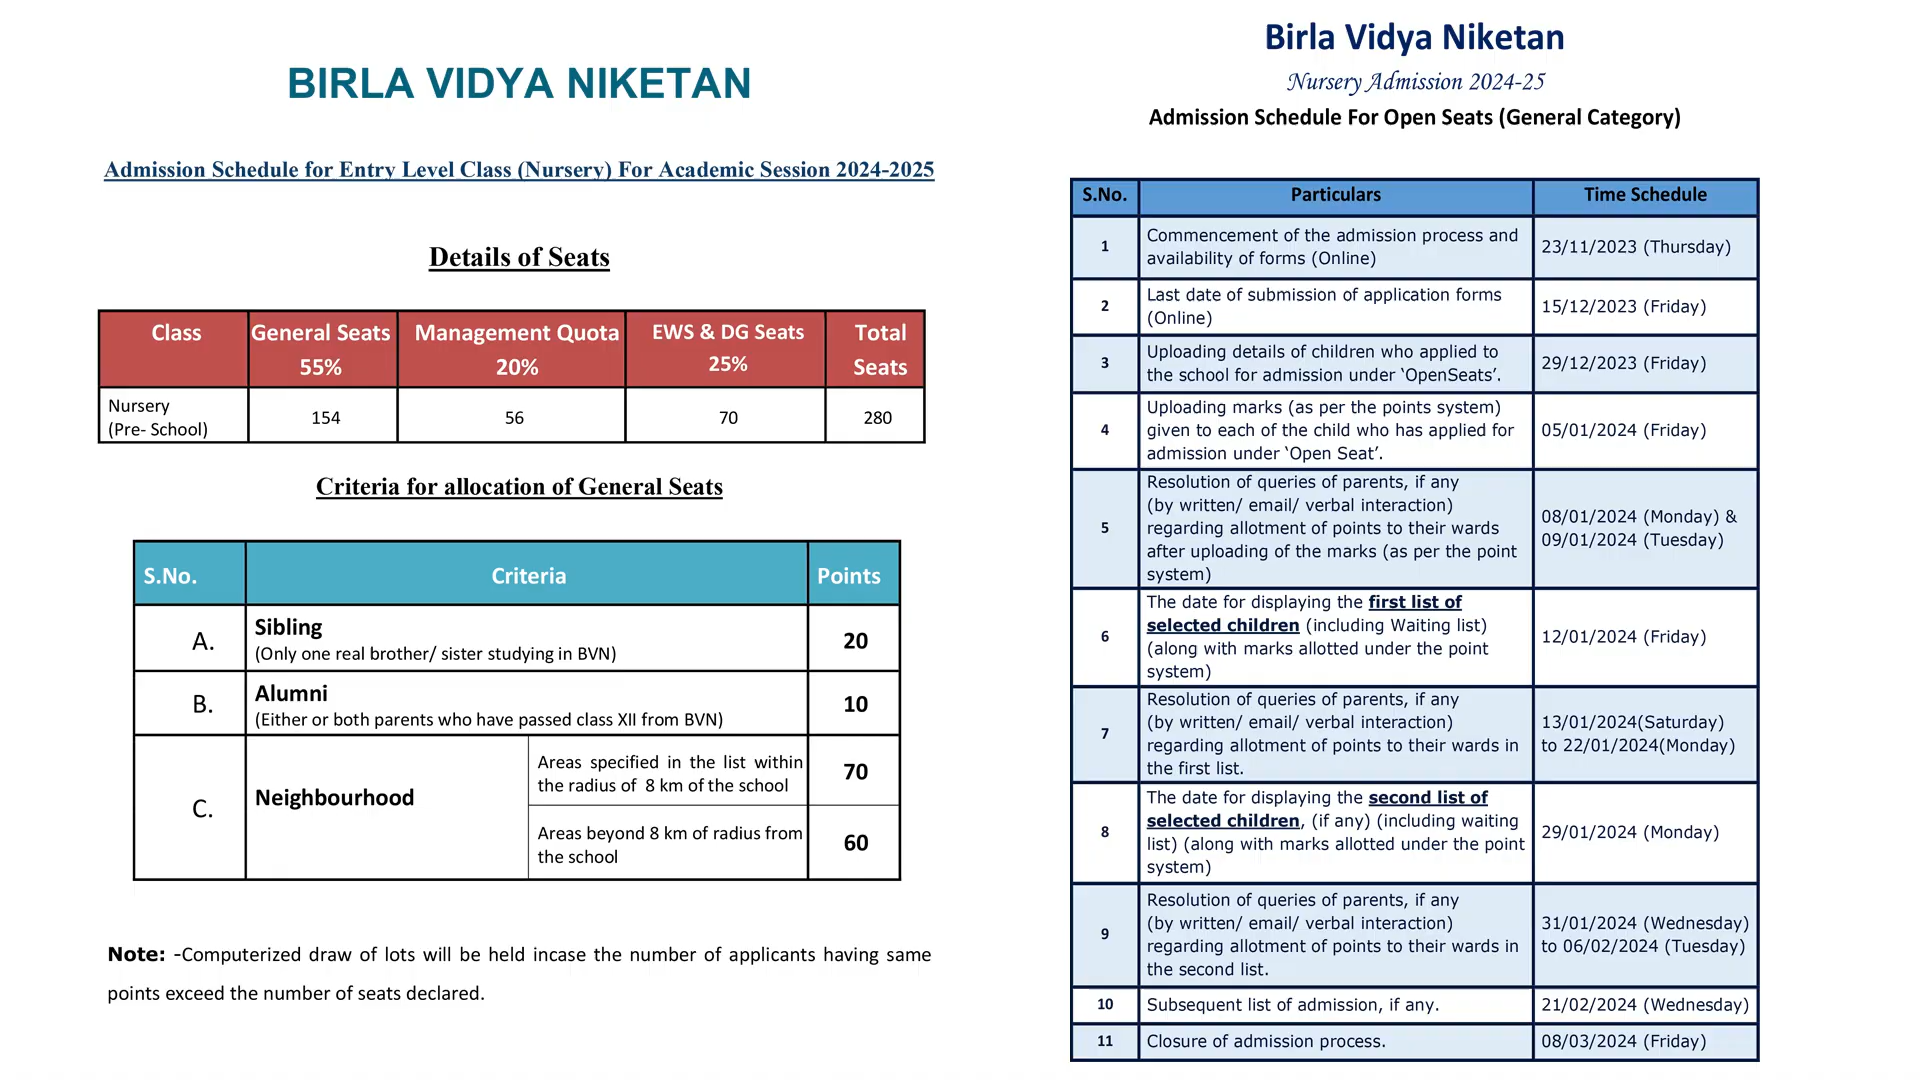 BIRLA VIDYA NIKETAN
Admission Schedule for Entry Level Class (Nursery) For Academic Session 2024-2025
Details of Seats
Class
General Seats
55%
Management Quota
20%
EWS & DG Seats
25%
Total
Seats
Nursery
(Pre- School)
154
56
70
280
Criteria for allocation of General Seats
S.No.
Criteria
Points
A.
Sibling
(Only one real brother/ sister studying in BVN)
20
B.
Alumni
(Either or both parents who have passed class XII from BVN)
10
C.
Neighbourhood
Areas specified in the list within
the radius of 8 km of the school
70
Areas beyond 8 km of radius from
the school
60
Note: -Computerized draw of lots will be held incase the number of applicants having same
points exceed the number of seats declared.
Birla Vidya Niketan
Nursery Admission 2024-25
Admission Schedule For Open Seats (General Category)
S.No.
Particulars
Time Schedule
1
Commencement of the admission process and
availability of forms (Online)
23/11/2023 (Thursday)
2
Last date of submission of application forms
(Online)
15/12/2023 (Friday)
3
Uploading details of children who applied to
the school for admission under ‘OpenSeats’.
29/12/2023 (Friday)
4
Uploading marks (as per the points system)
given to each of the child who has applied for
admission under ‘Open Seat’.
05/01/2024 (Friday)
5
Resolution of queries of parents, if any
(by written/ email/ verbal interaction)
regarding allotment of points to their wards
after uploading of the marks (as per the point
system)
08/01/2024 (Monday) &
09/01/2024 (Tuesday)
6
The date for displaying the first list of
selected children (including Waiting list)
(along with marks allotted under the point
system)
12/01/2024 (Friday)
7
Resolution of queries of parents, if any
(by written/ email/ verbal interaction)
regarding allotment of points to their wards in
the first list.
13/01/2024(Saturday)
to 22/01/2024(Monday)
8
The date for displaying the second list of
selected children, (if any) (including waiting
list) (along with marks allotted under the point
system)
29/01/2024 (Monday)
9
Resolution of queries of parents, if any
(by written/ email/ verbal interaction)
regarding allotment of points to their wards in
the second list.
31/01/2024 (Wednesday)
to 06/02/2024 (Tuesday)
10
Subsequent list of admission, if any.
21/02/2024 (Wednesday)
11
Closure of admission process.
08/03/2024 (Friday)